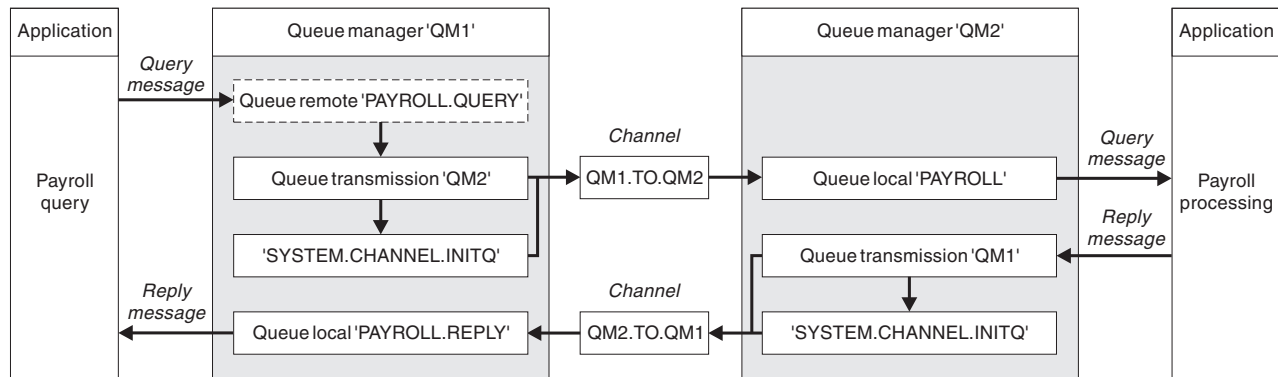 Application
Queue manager 'QM1'
Queue manager 'QM2'
Application
Query
message
Queue remote 'PAYROLL.QUERY'
Channel
Query
message
Payroll
query
Queue transmission 'QM2'
QM1.TO.QM2
Queue local 'PAYROLL'
Payroll
processing
Reply
message
'SYSTEM.CHANNEL.INITQ'
Queue transmission 'QM1'
Reply
message
Channel
Queue local 'PAYROLL.REPLY'
QM2.TO.QM1
'SYSTEM.CHANNEL.INITQ'